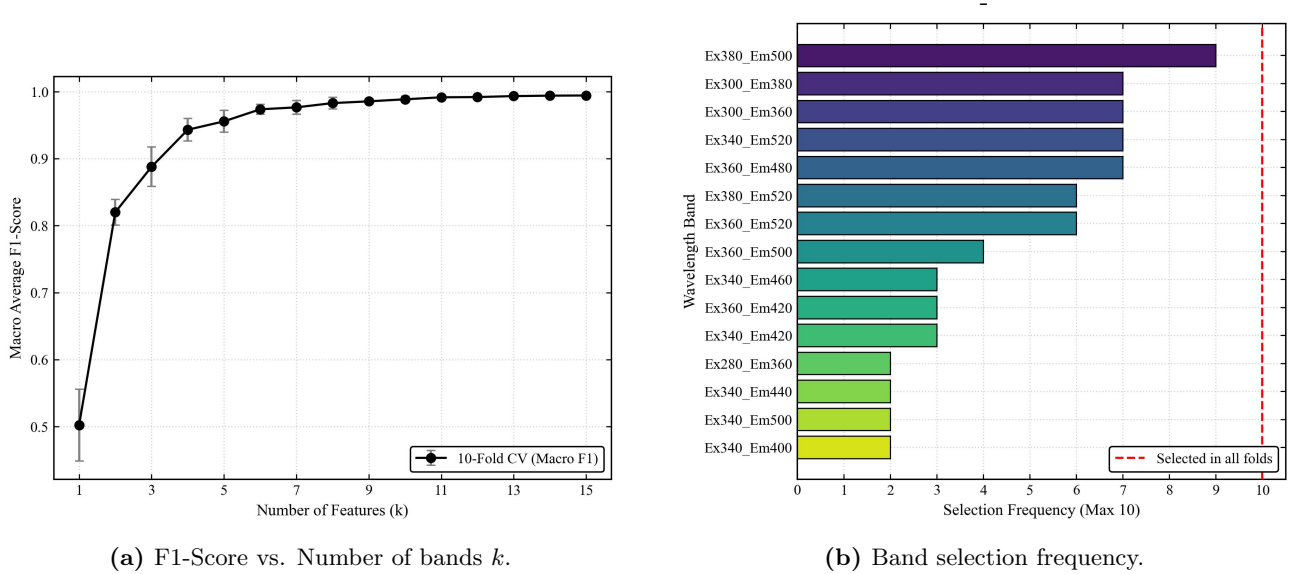 1.0
0.9
0.8
0.7
0.6
0.5
Macro Average F1-Score
1 3 5 7 9 11 13 15
Number of Features (k)
10-Fold CV (Macro F1)
(a) F1-Score vs. Number of bands k.
Wavelength Band
Ex380_Em500
Ex300_Em380
Ex300_Em360
Ex340_Em520
Ex360_Em480
Ex380_Em520
Ex360_Em520
Ex360_Em500
Ex340_Em460
Ex360_Em420
Ex340_Em420
Ex280_Em360
Ex340_Em440
Ex340_Em500
Ex340_Em400
Selected in all folds
0 1 2 3 4 5 6 7 8 9 10
Selection Frequency (Max 10)
(b) Band selection frequency.